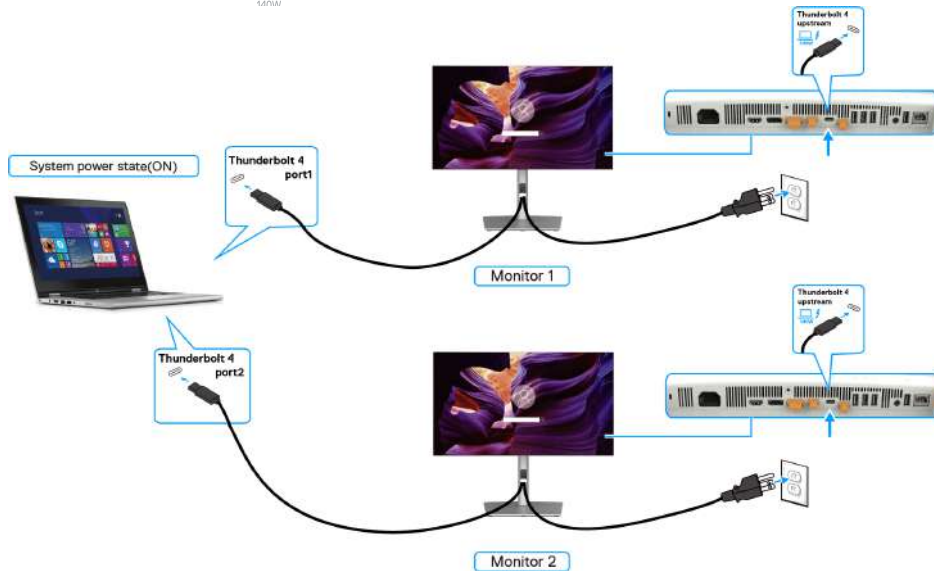 140W
Thunderbolt 4
upstream
System power state(ON)
Thunderbolt 4
port1
Monitor 1
Thunderbolt 4
upstream
Thunderbolt 4
port2
Monitor 2